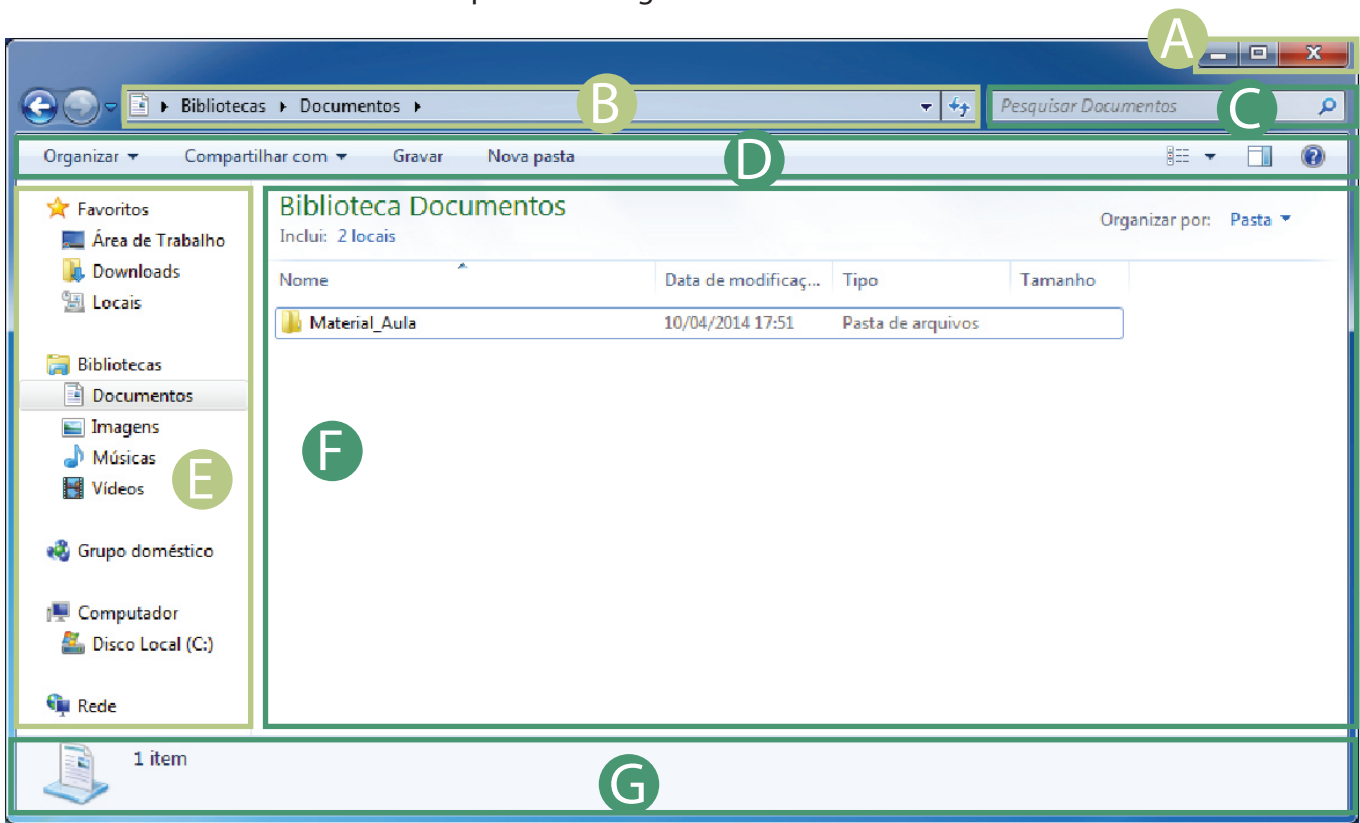 A
Bibliotecas Documentos
B
Pesquisar Documentos
C
Organizar Compartilhar com Gravar Nova pasta
D
Favoritos
Área de Trabalho
Downloads
Locais
Bibliotecas
Documentos
Imagens
Músicas
Vídeos
E
Grupo doméstico
Computador
Disco Local (C:)
Rede
Biblioteca Documentos
Inclui: 2 locais
Organizar por: Pasta
Nome Data de modificaç... Tipo Tamanho
Material_Aula 10/04/2014 17:51 Pasta de arquivos
F
1 item
G